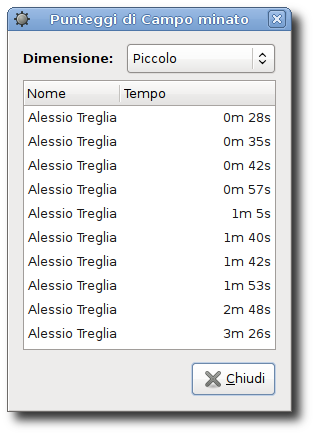 Punteggi di Campo minato
Dimensione: Piccolo
Nome Tempo
Alessio Treglia 0m 28s
Alessio Treglia 0m 35s
Alessio Treglia 0m 42s
Alessio Treglia 0m 57s
Alessio Treglia 1m 5s
Alessio Treglia 1m 40s
Alessio Treglia 1m 42s
Alessio Treglia 1m 53s
Alessio Treglia 2m 48s
Alessio Treglia 3m 26s
Chiudi